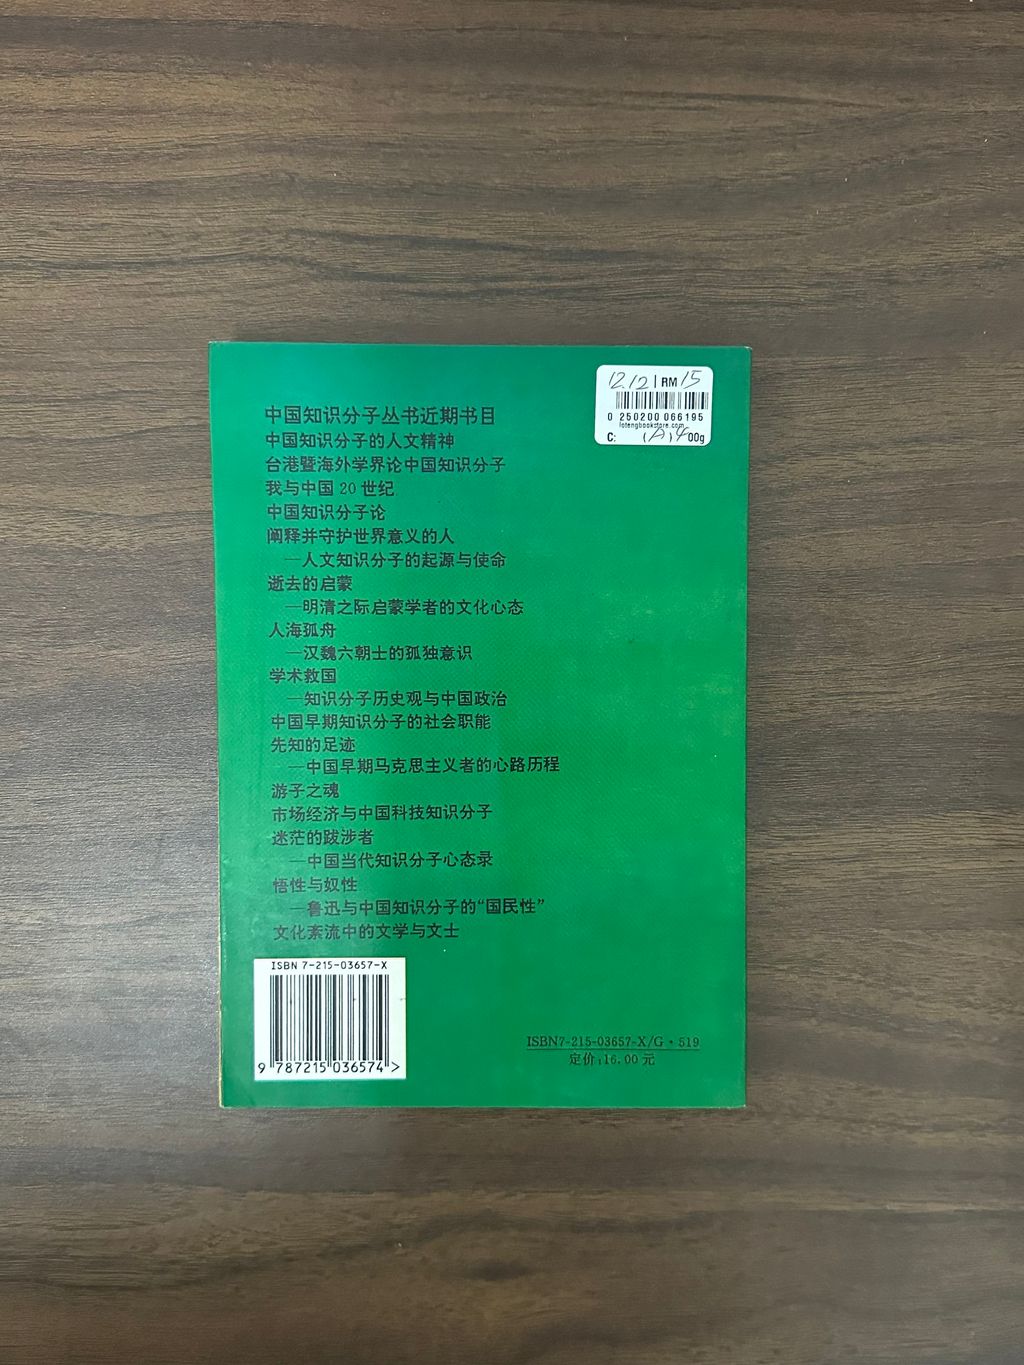 12.12 | RM 15
0 250200 066195
lotengbookstore.com
C: (A)4 00g
中国知识分子丛书近期书目
中国知识分子的人文精神
台港暨海外学界论中国知识分子
我与中国 20 世纪
中国知识分子论
阐释并守护世界意义的人
—人文知识分子的起源与使命
逝去的启蒙
—明清之际启蒙学者的文化心态
人海孤舟
—汉魏六朝士的孤独意识
学术救国
—知识分子历史观与中国政治
中国早期知识分子的社会职能
先知的足迹
—中国早期马克思主义者的心路历程
游子之魂
市场经济与中国科技知识分子
迷茫的跋涉者
—中国当代知识分子心态录
悟性与奴性
—鲁迅与中国知识分子的“国民性”
文化紊流中的文学与文士
ISBN 7-215-03657-X
9 787215 036574 >
ISBN7-215-03657-X/G·519
定价:16.00 元